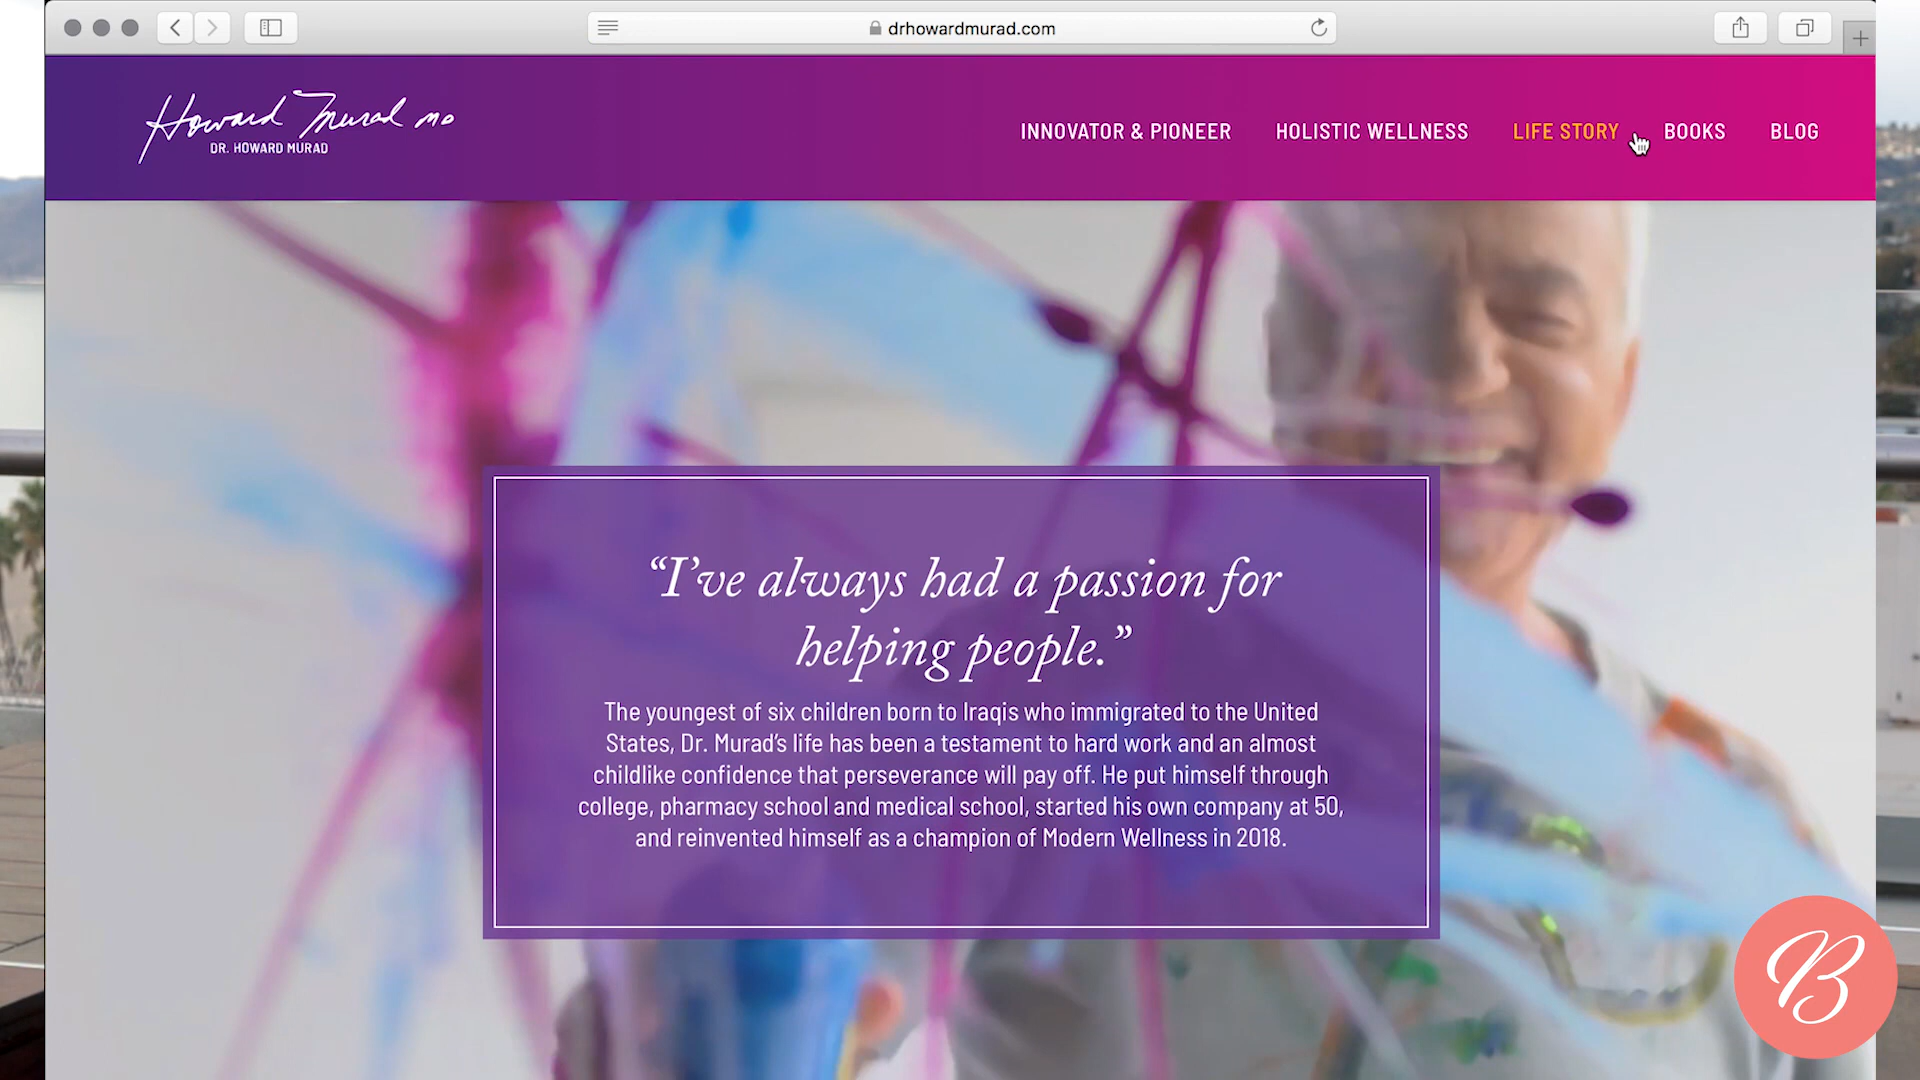 drhowardmurad.com
Howard Murad MD
DR. HOWARD MURAD
INNOVATOR & PIONEER HOLISTIC WELLNESS LIFE STORY BOOKS BLOG
“I’ve always had a passion for
helping people.”
The youngest of six children born to Iraqis who immigrated to the United
States, Dr. Murad’s life has been a testament to hard work and an almost
childlike confidence that perseverance will pay off. He put himself through
college, pharmacy school and medical school, started his own company at 50,
and reinvented himself as a champion of Modern Wellness in 2018.
B